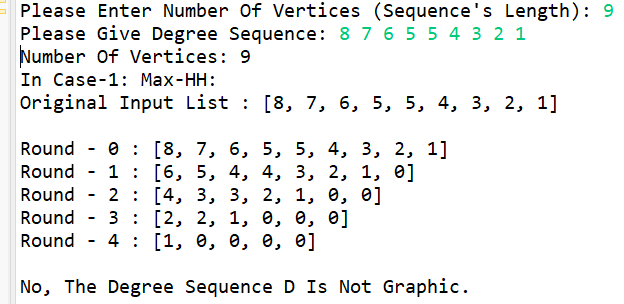 Please Enter Number Of Vertices (Sequence's Length): 9
Please Give Degree Sequence: 8 7 6 5 5 4 3 2 1
Number Of Vertices: 9
In Case-1: Max-HH:
Original Input List : [8, 7, 6, 5, 5, 4, 3, 2, 1]
Round - 0 : [8, 7, 6, 5, 5, 4, 3, 2, 1]
Round - 1 : [6, 5, 4, 4, 3, 2, 1, 0]
Round - 2 : [4, 3, 3, 2, 1, 0, 0]
Round - 3 : [2, 2, 1, 0, 0, 0]
Round - 4 : [1, 0, 0, 0, 0]
No, The Degree Sequence D Is Not Graphic.